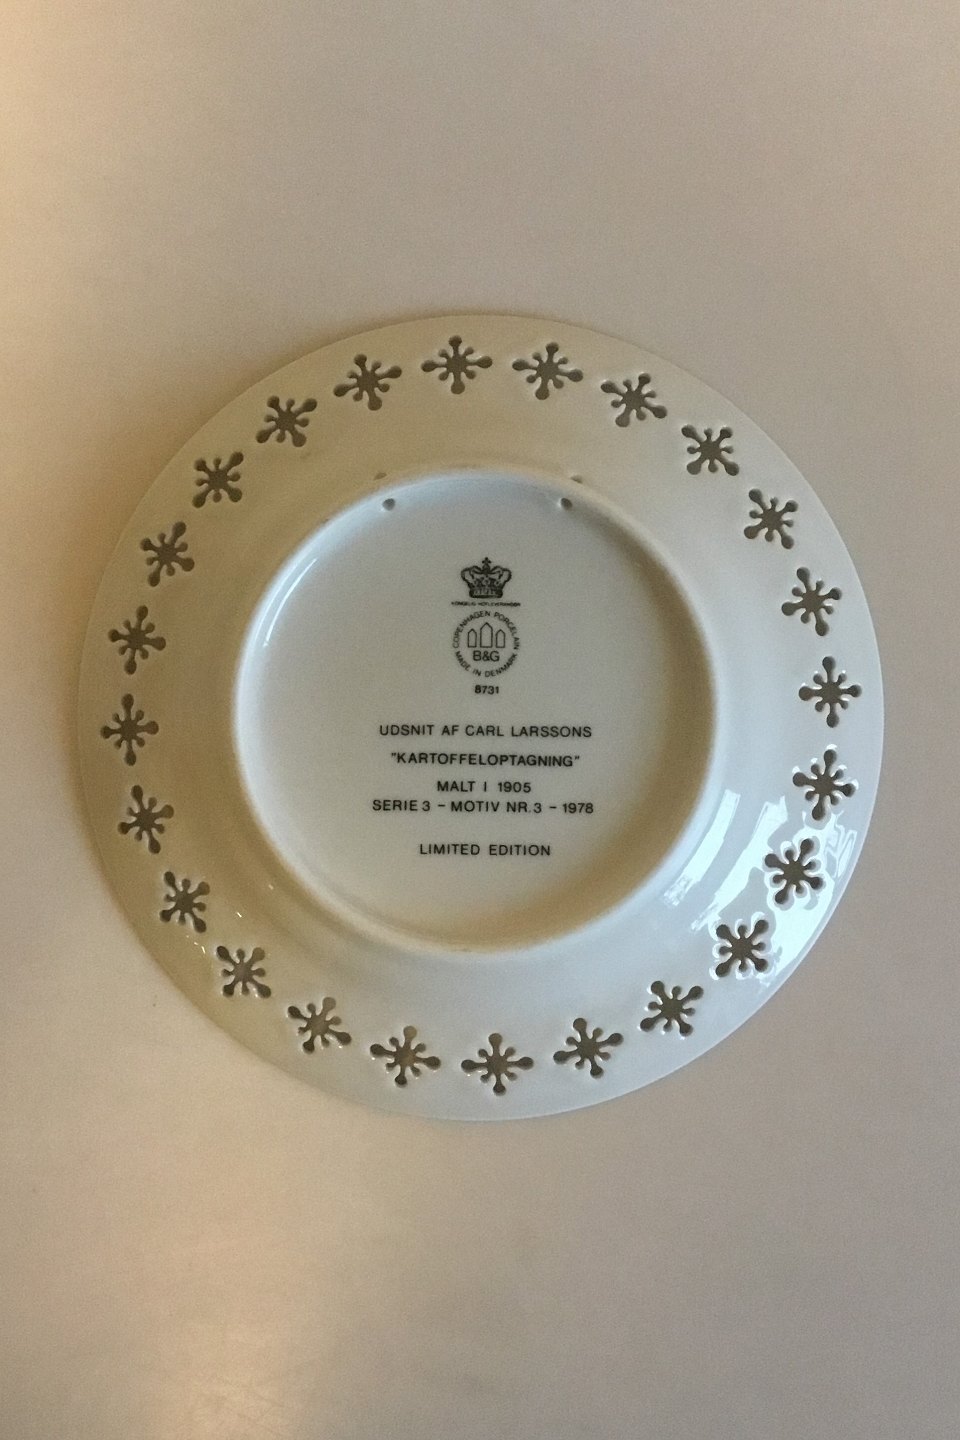 KONGELIG HOFLEVERANDØR
COPENHAGEN PORCELAIN
MADE IN DENMARK
B&G
8731
UDSNIT AF CARL LARSSONS
"KARTOFFELOPTAGNING"
MALT I 1905
SERIE 3 - MOTIV NR. 3 - 1978
LIMITED EDITION